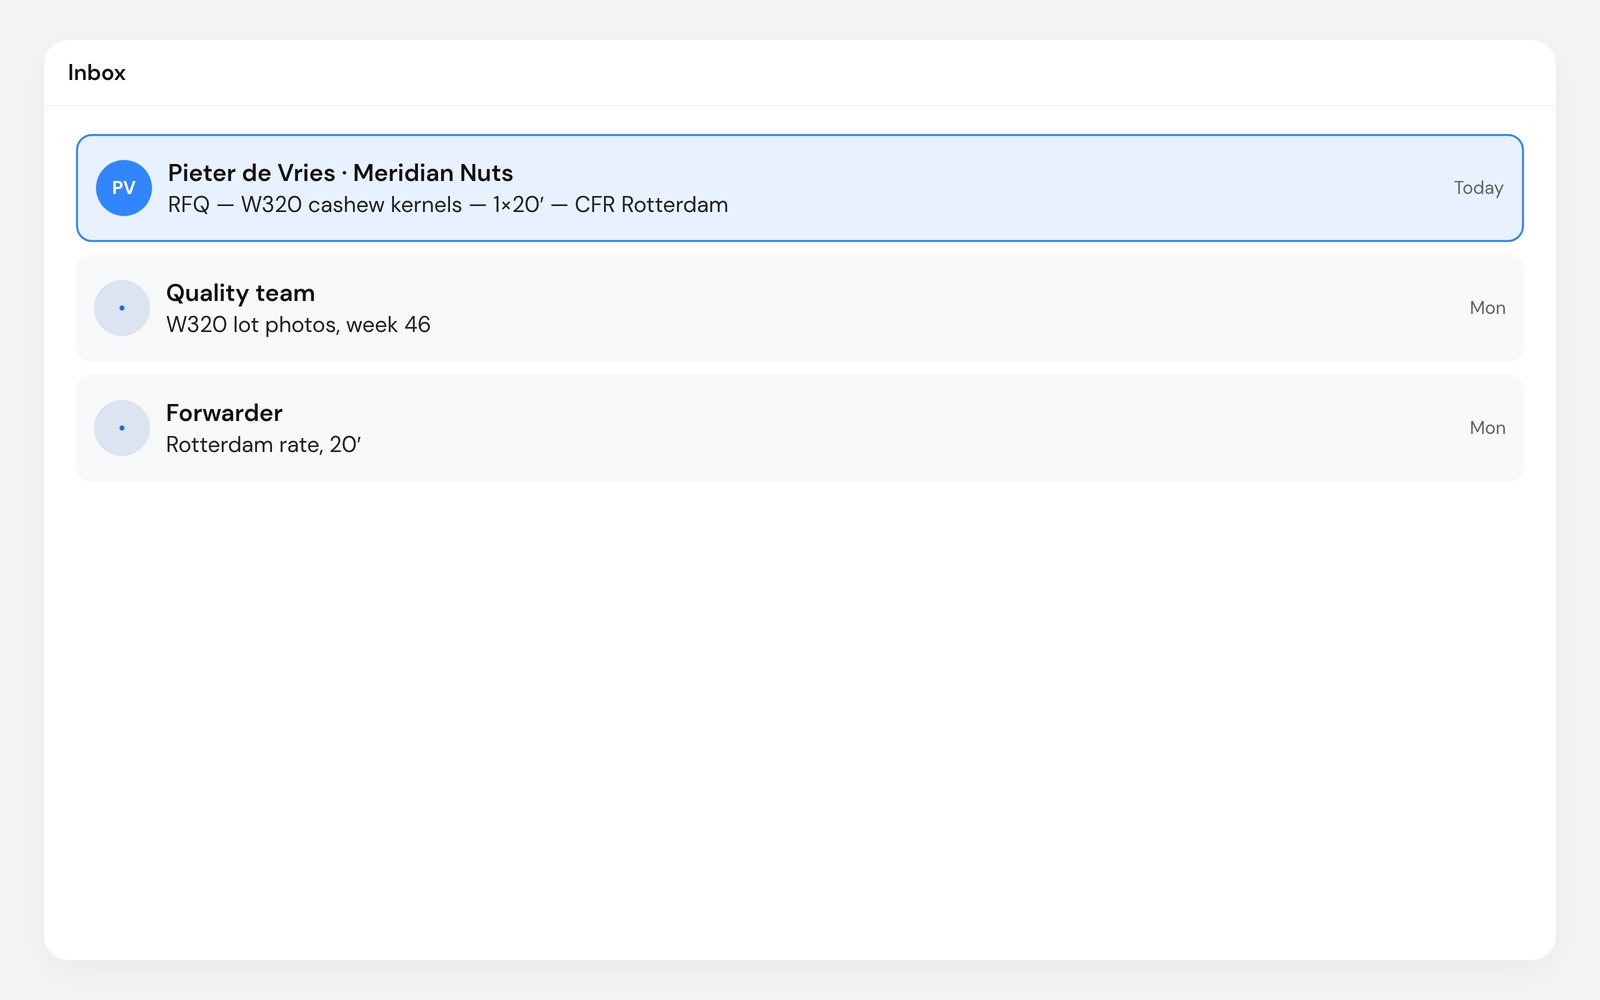 Inbox
PV
Pieter de Vries · Meridian Nuts
RFQ — W320 cashew kernels — 1×20′ — CFR Rotterdam
Today
Quality team
W320 lot photos, week 46
Mon
Forwarder
Rotterdam rate, 20′
Mon